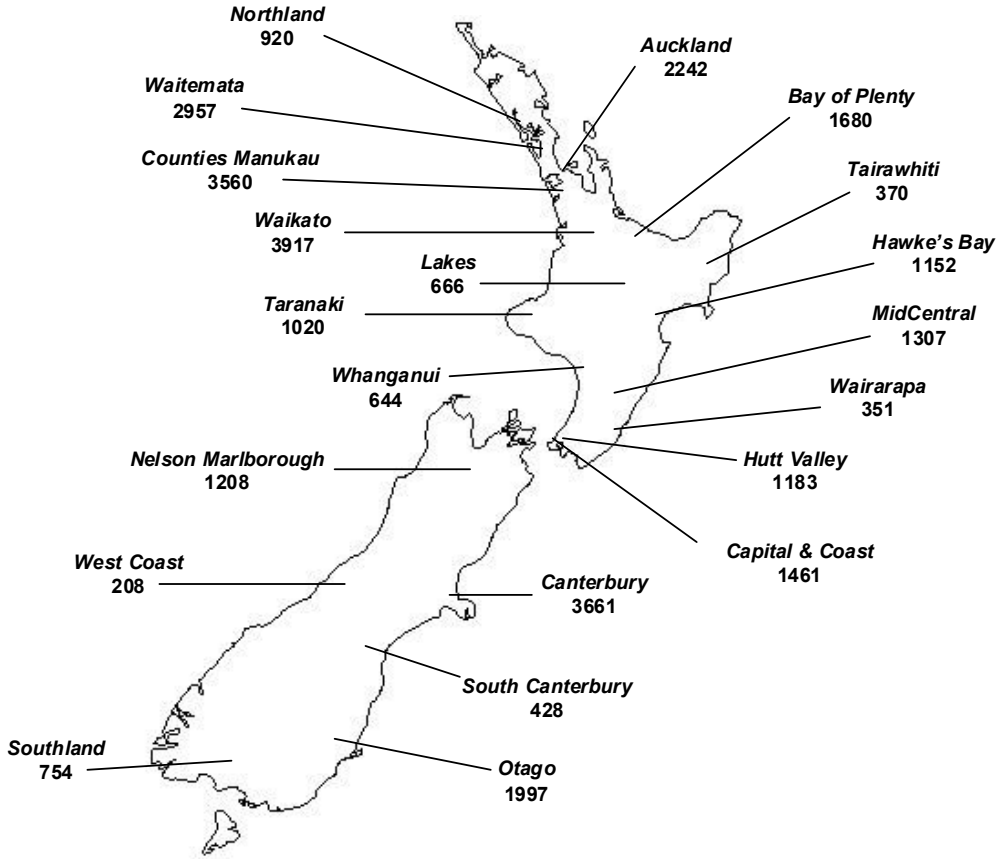 Northland
920
Auckland
2242
Waitemata
2957
Bay of Plenty
1680
Counties Manukau
3560
Tairawhiti
370
Waikato
3917
Hawke's Bay
1152
Lakes
666
Taranaki
1020
MidCentral
1307
Whanganui
644
Wairarapa
351
Nelson Marlborough
1208
Hutt Valley
1183
Capital & Coast
1461
West Coast
208
Canterbury
3661
South Canterbury
428
Southland
754
Otago
1997